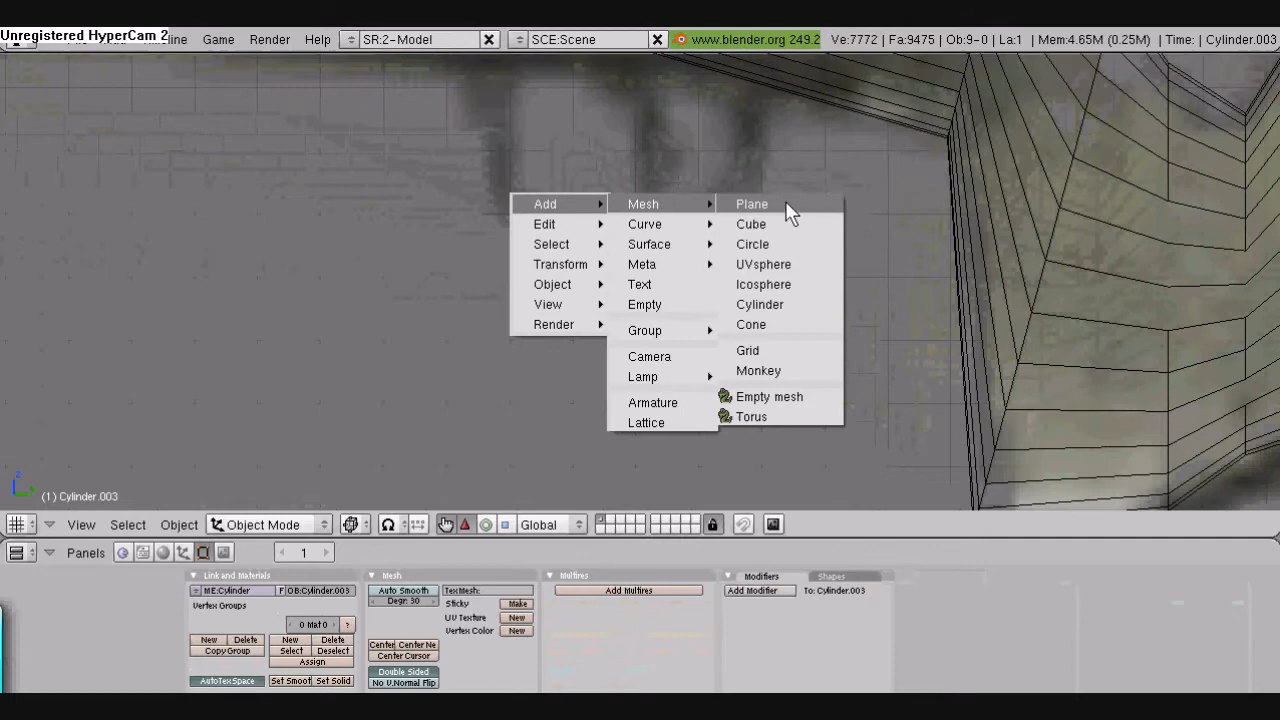 Unregistered HyperCam 2
Timeline Game Render Help SR:2-Model SCE:Scene www.blender.org 249.2 Ve:7772 | Fa:9475 | Ob:9-0 | La:1 | Mem:4.65M (0.25M) | Time: | Cylinder.003
Add Mesh Plane
Edit Curve Cube
Select Surface Circle
Transform Meta UVsphere
Object Text Icosphere
View Empty Cylinder
Render Group Cone
Camera Grid
Lamp Monkey
Armature Empty mesh
Lattice Torus
z
(1) Cylinder.003
View Select Object Object Mode Global
Panels 1
Link and Materials Mesh Multires Modifiers Shapes
ME:Cylinder F OB:Cylinder.003 Auto Smooth TexMesh: Add Multires Add Modifier To: Cylinder.003
Vertex Groups Degr: 30 Sticky Make
UV Texture New
0 Mat 0 ? Vertex Color New
New Delete New Delete Center Center Ne
Copy Group Select Deselect Center Cursor
Assign Double Sided
AutoTexSpace Set Smoot Set Solid No V.Normal Flip